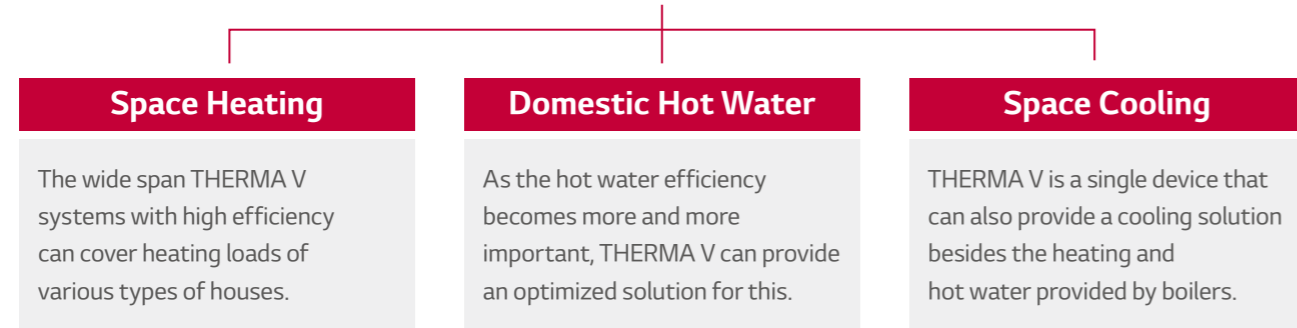 Space Heating
The wide span THERMA V
systems with high efficiency
can cover heating loads of
various types of houses.
Domestic Hot Water
As the hot water efficiency
becomes more and more
important, THERMA V can provide
an optimized solution for this.
Space Cooling
THERMA V is a single device that
can also provide a cooling solution
besides the heating and
hot water provided by boilers.